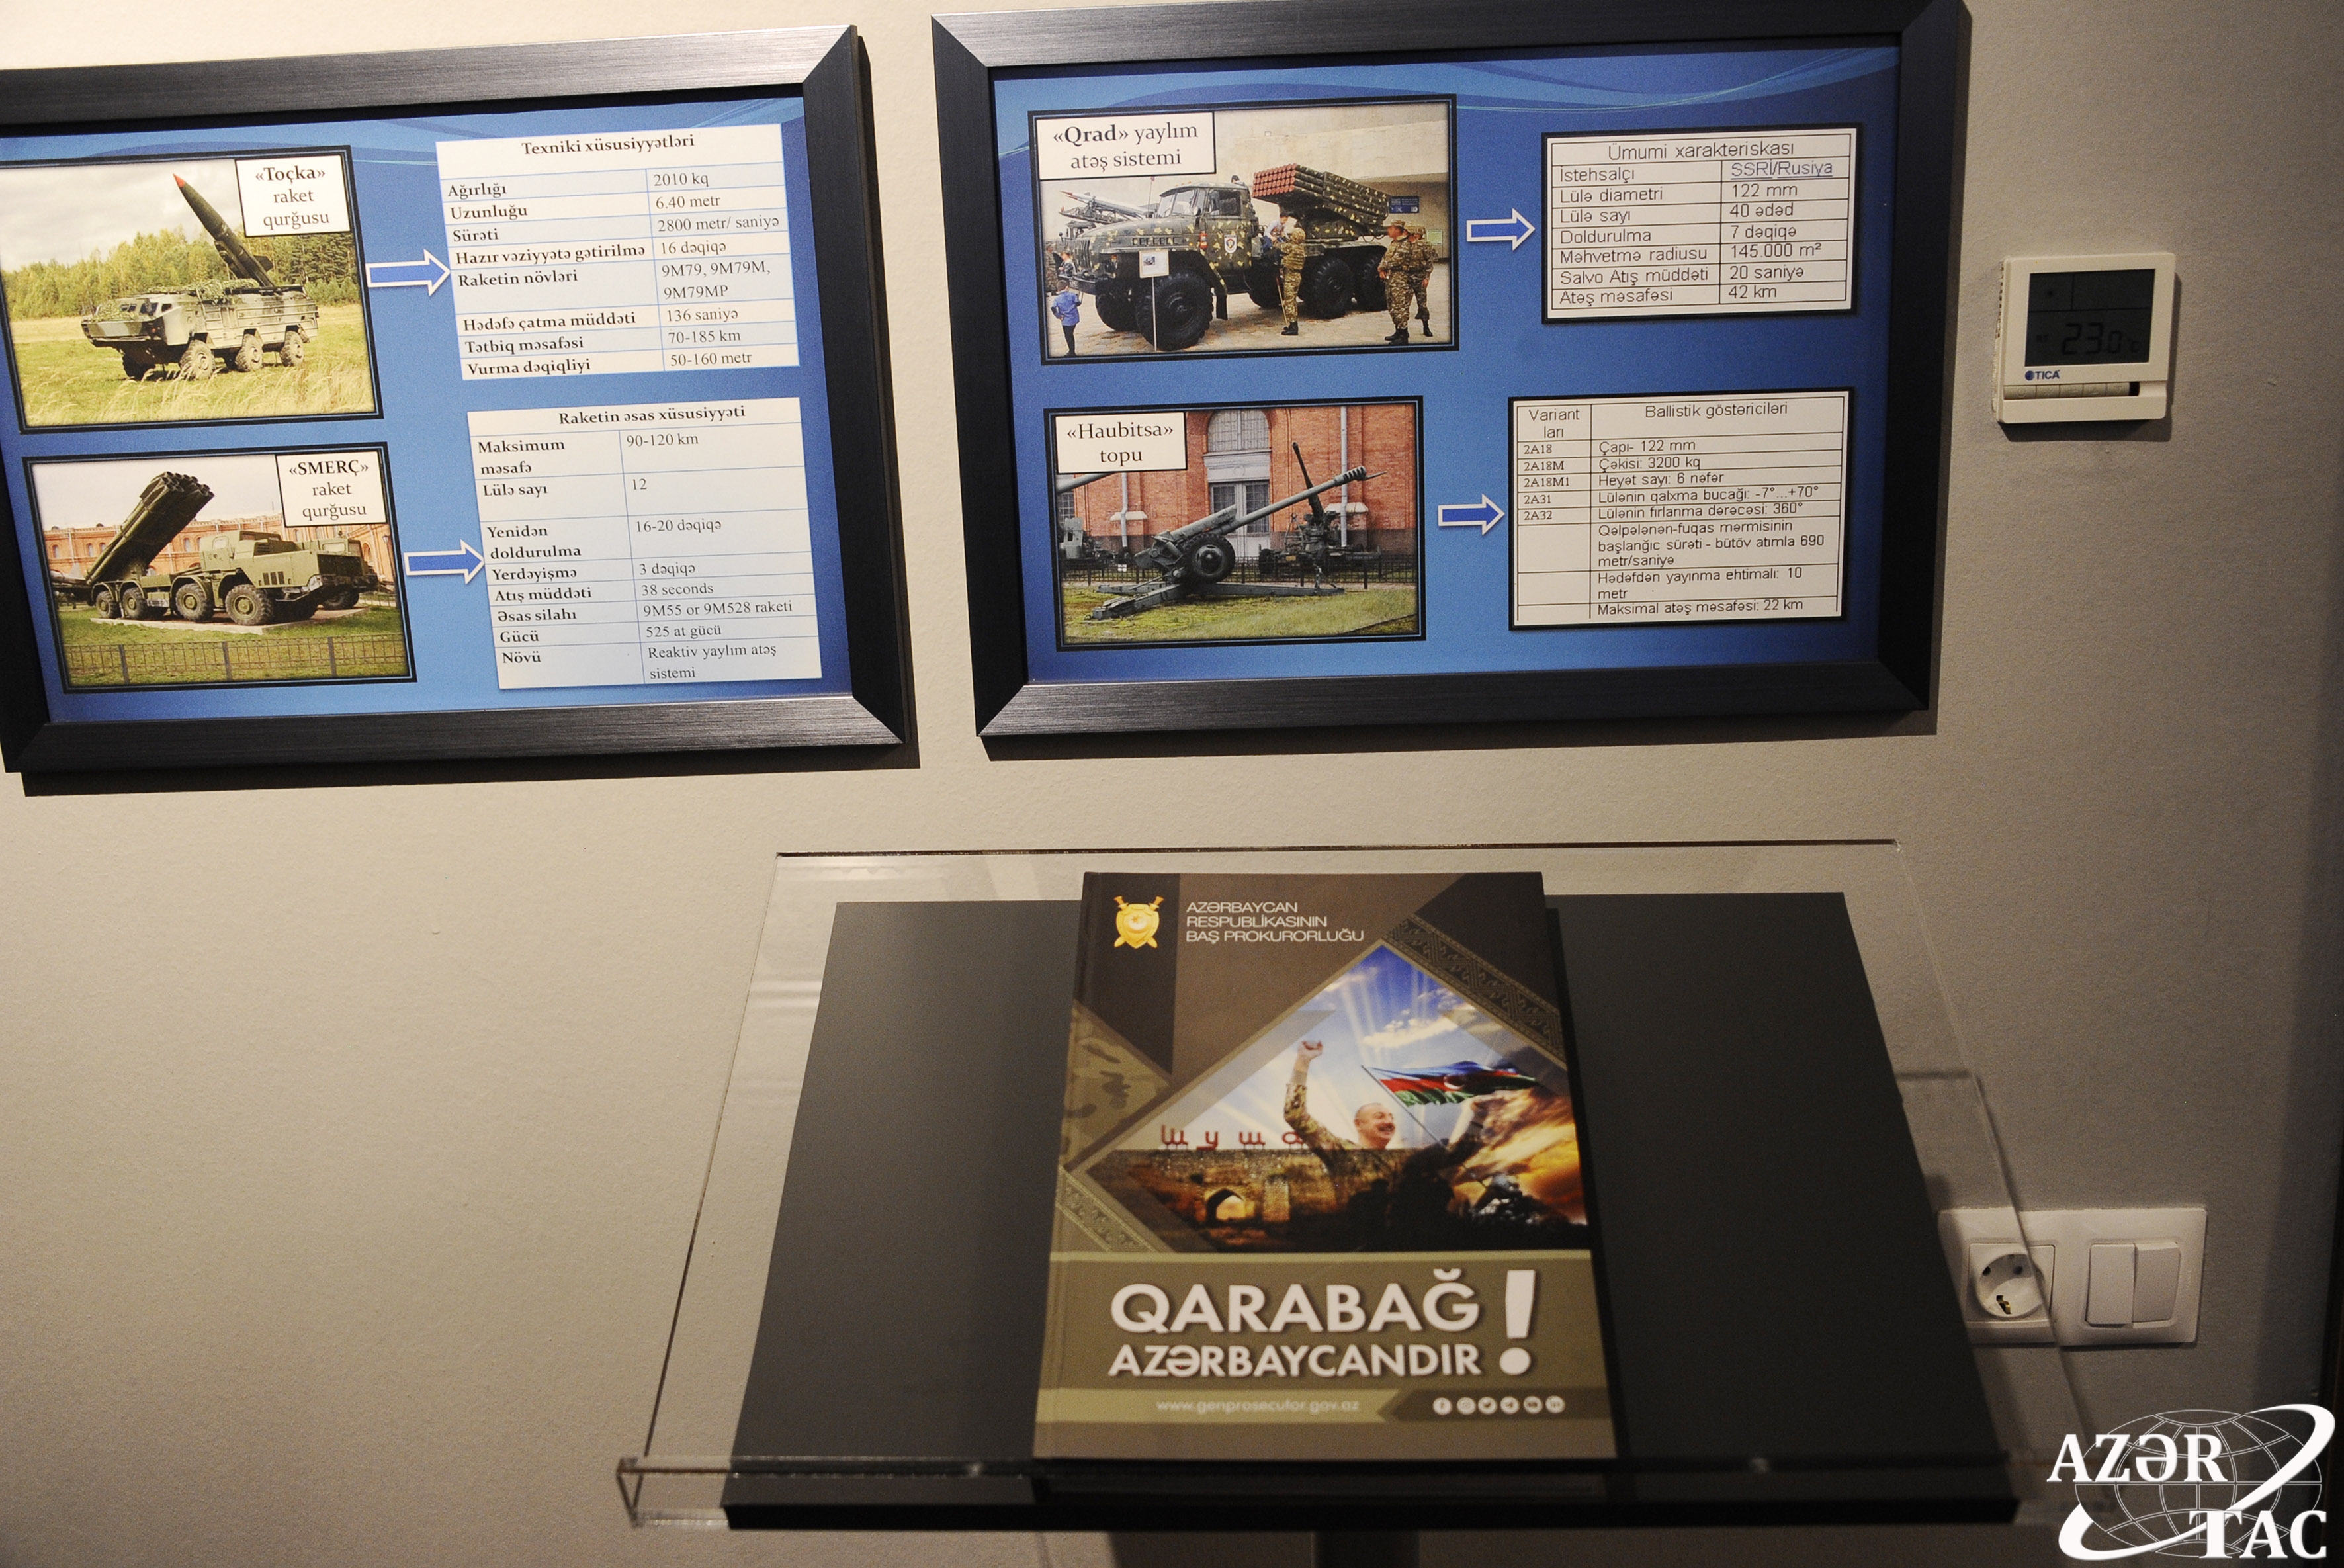 «Toçka»
raket
qurğusu
Texniki xüsusiyyətləri
Ağırlığı 2010 kq
Uzunluğu 6.40 metr
Sürəti 2800 metr/ saniyə
Hazır vəziyyətə gətirilmə 16 dəqiqə
Raketin növləri 9M79, 9M79M,
9M79MP
Hədəfə çatma müddəti 136 saniyə
Tətbiq məsafəsi 70-185 km
Vurma dəqiqliyi 50-160 metr
«SMERÇ»
raket
qurğusu
Raketin əsas xüsusiyyəti
Maksimum 90-120 km
məsafə
Lülə sayı 12
Yenidən 16-20 dəqiqə
doldurulma
Yerdəyişmə 3 dəqiqə
Atış müddəti 38 seconds
Əsas silahı 9M55 or 9M528 raketi
Gücü 525 at gücü
Növü Reaktiv yaylım atəş
sistemi
«Qrad» yaylım
atəş sistemi
Ümumi xarakteriskası
İstehsalçı SSRİ/Rusiya
Lülə diametri 122 mm
Lülə sayı 40 ədəd
Doldurulma 7 dəqiqə
Məhvetmə radiusu 145.000 m²
Salvo Atış müddəti 20 saniyə
Atəş məsafəsi 42 km
«Haubitsa»
topu
Variant Ballistik göstəriciləri
ları
2A18 Çapı- 122 mm
2A18M Çəkisi: 3200 kq
2A18M1 Heyət sayı: 6 nəfər
2A31 Lülənin qalxma bucağı: -7°...+70°
2A32 Lülənin fırlanma dərəcəsi: 360°
Qəlpələnən-fuqas mərmisinin
başlanğıc sürəti - bütöv atımla 690
metr/saniyə
Hədəfdən yayınma ehtimalı: 10
metr
Maksimal atəş məsafəsi: 22 km
23.0°C
TICA
AZƏRBAYCAN
RESPUBLİKASININ
BAŞ PROKURORLUĞU
Шуша
QARABAĞ
AZƏRBAYCANDIR!
www.genprosecutor.gov.az
AZƏR
TAC